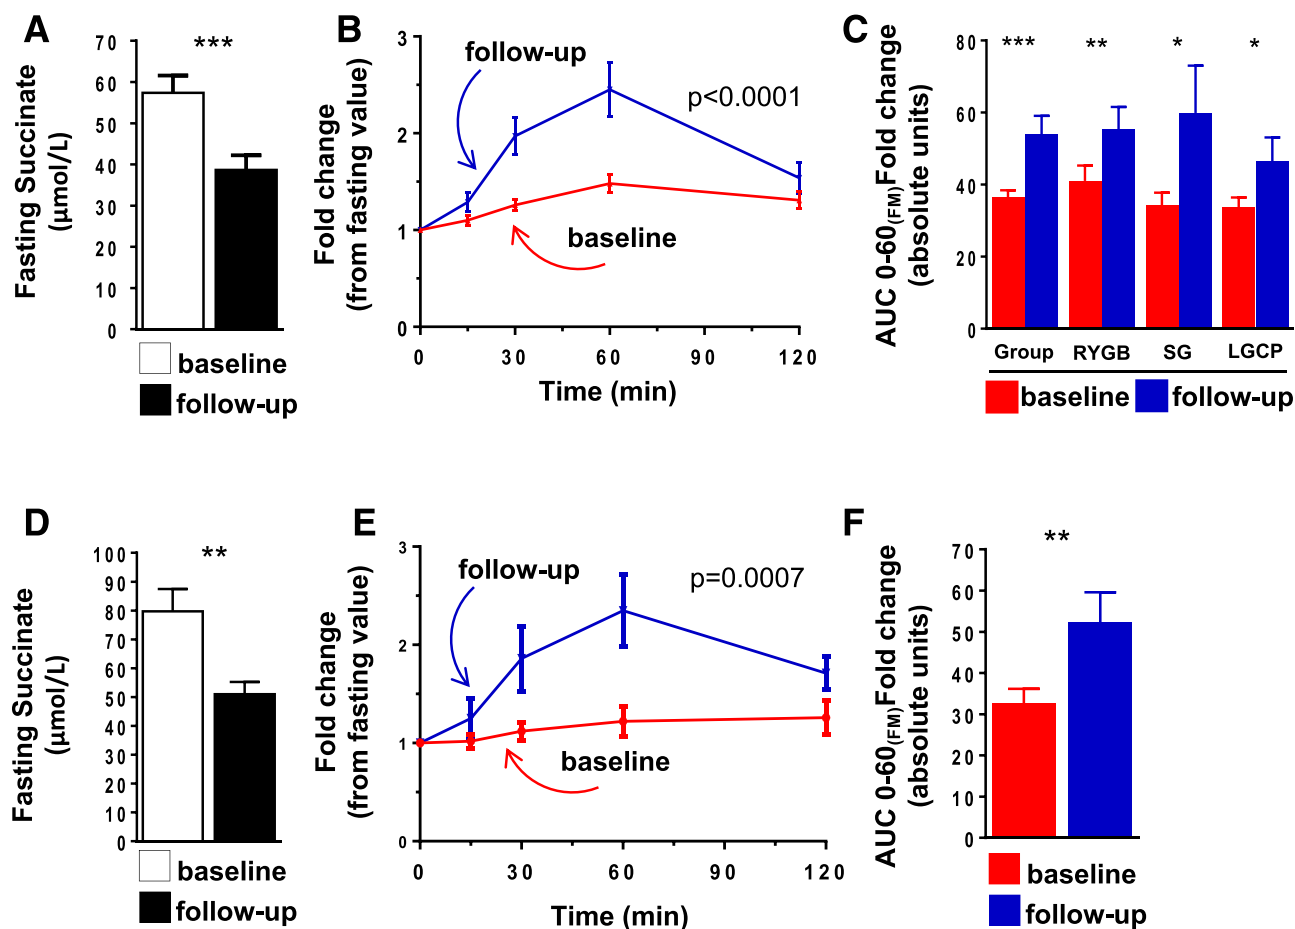 A
Fasting Succinate
(µmol/L)
70
60
50
40
30
20
10
0
***
baseline
follow-up
B
Fold change
(from fasting value)
3
2
1
0
follow-up
p<0.0001
baseline
0 30 60 90 120
Time (min)
C
AUC 0-60(FM)Fold change
(absolute units)
80
60
40
20
0
*** ** * *
Group RYGB SG LGCP
baseline follow-up
D
Fasting Succinate
(µmol/L)
100
90
80
70
60
50
40
30
20
10
0
**
baseline
follow-up
E
Fold change
(from fasting value)
3
2
1
0
follow-up
p=0.0007
baseline
0 30 60 90 120
Time (min)
F
AUC 0-60(FM)Fold change
(absolute units)
70
60
50
40
30
20
10
0
**
baseline
follow-up